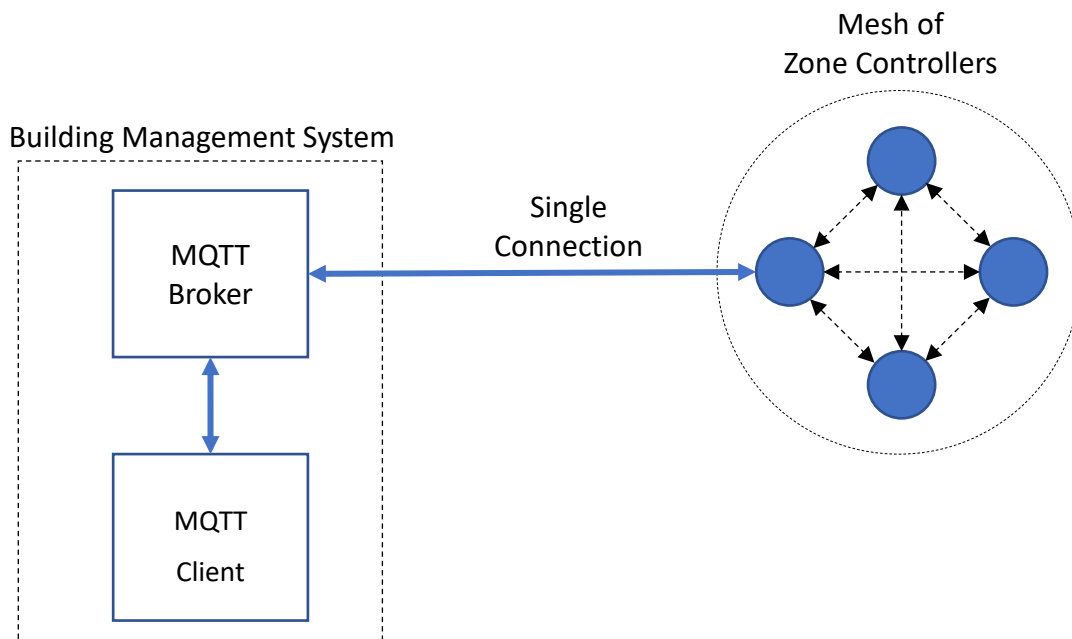 Mesh of
Zone Controllers
Building Management System
Single
Connection
MQTT
Broker
MQTT
Client